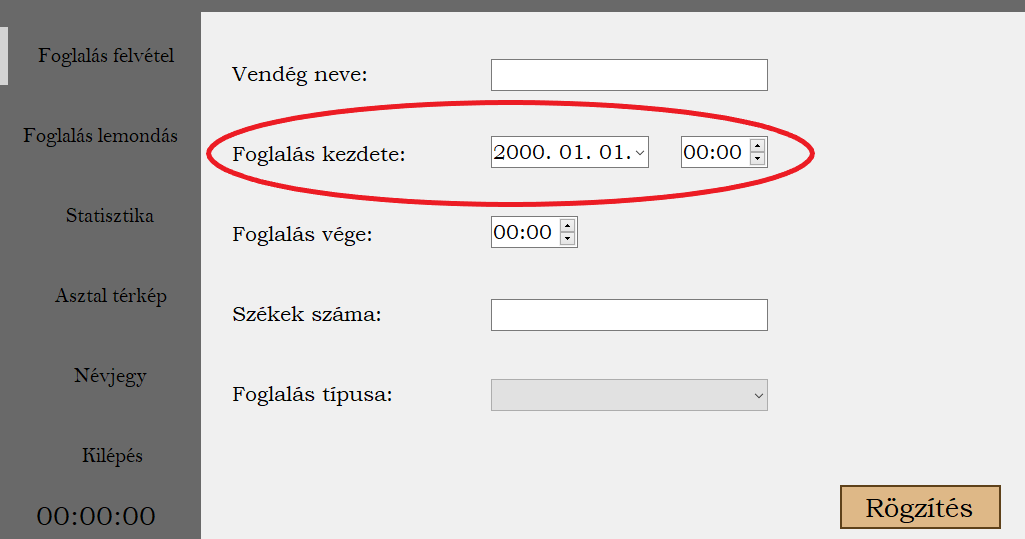 Foglalás felvétel
Foglalás lemondás
Statisztika
Asztal térkép
Névjegy
Kilépés
00:00:00
Vendég neve:
Foglalás kezdete: 2000. 01. 01. 00:00
Foglalás vége: 00:00
Székek száma:
Foglalás típusa:
Rögzítés